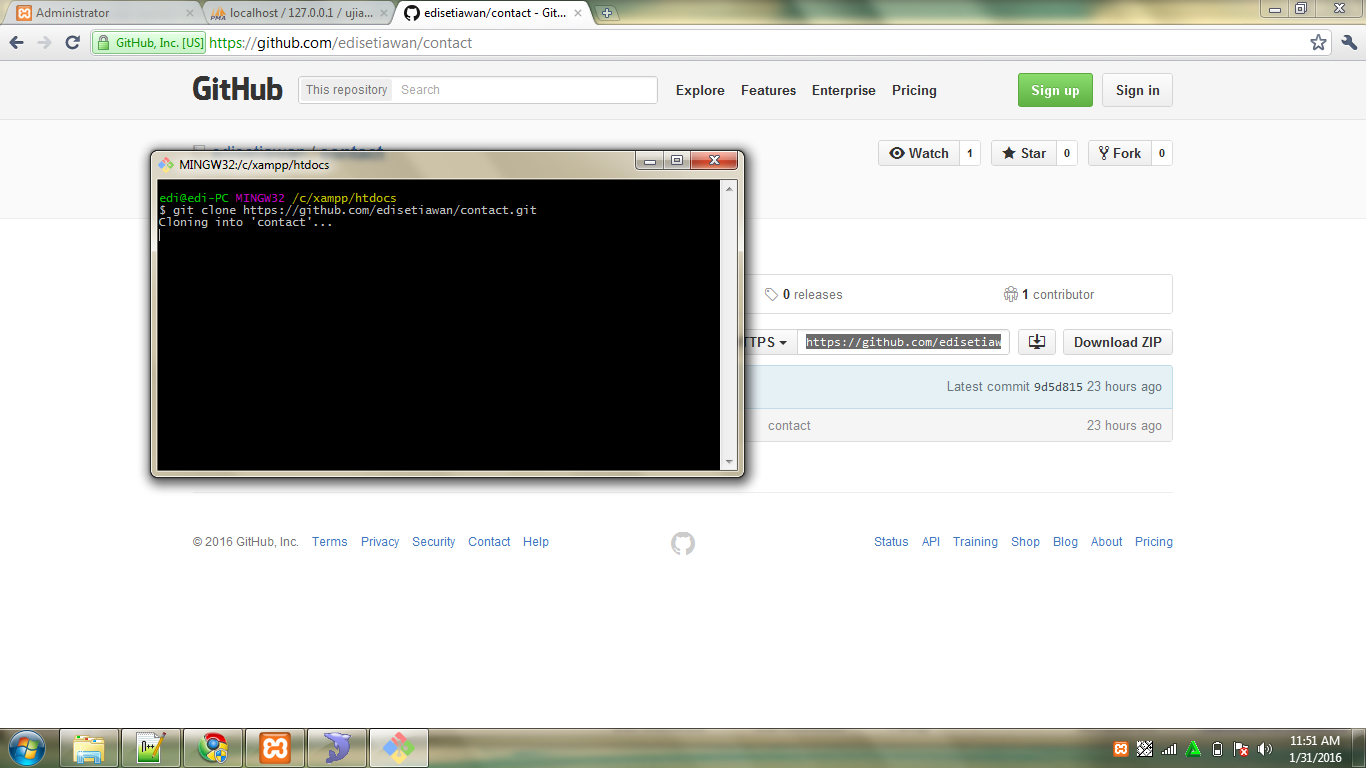 Administrator
localhost / 127.0.0.1 / ujia...
edisetiawan/contact - Git...
GitHub, Inc. [US] https://github.com/edisetiawan/contact
GitHub This repository Search Explore Features Enterprise Pricing Sign up Sign in
edisetiawan / contact
Watch 1 Star 0 Fork 0
MINGW32:/c/xampp/htdocs
edi@edi-PC MINGW32 /c/xampp/htdocs
$ git clone https://github.com/edisetiawan/contact.git
Cloning into 'contact'...
0 releases 1 contributor
TTPS https://github.com/edisetiaw Download ZIP
Latest commit 9d5d815 23 hours ago
contact 23 hours ago
© 2016 GitHub, Inc. Terms Privacy Security Contact Help
Status API Training Shop Blog About Pricing
11:51 AM
1/31/2016